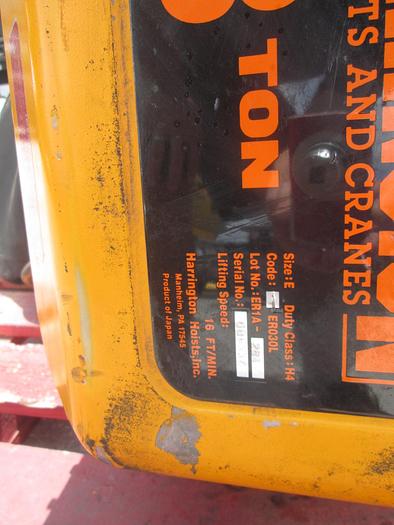 TON
TS AND CRANES
Size: E Duty Class: H4
Code: ER030L
Lot No.: ER1A-
Serial No.:
Lifting Speed:
16 FT/MIN.
Harrington Hoists, Inc.
Manheim, PA 17545
Product of Japan